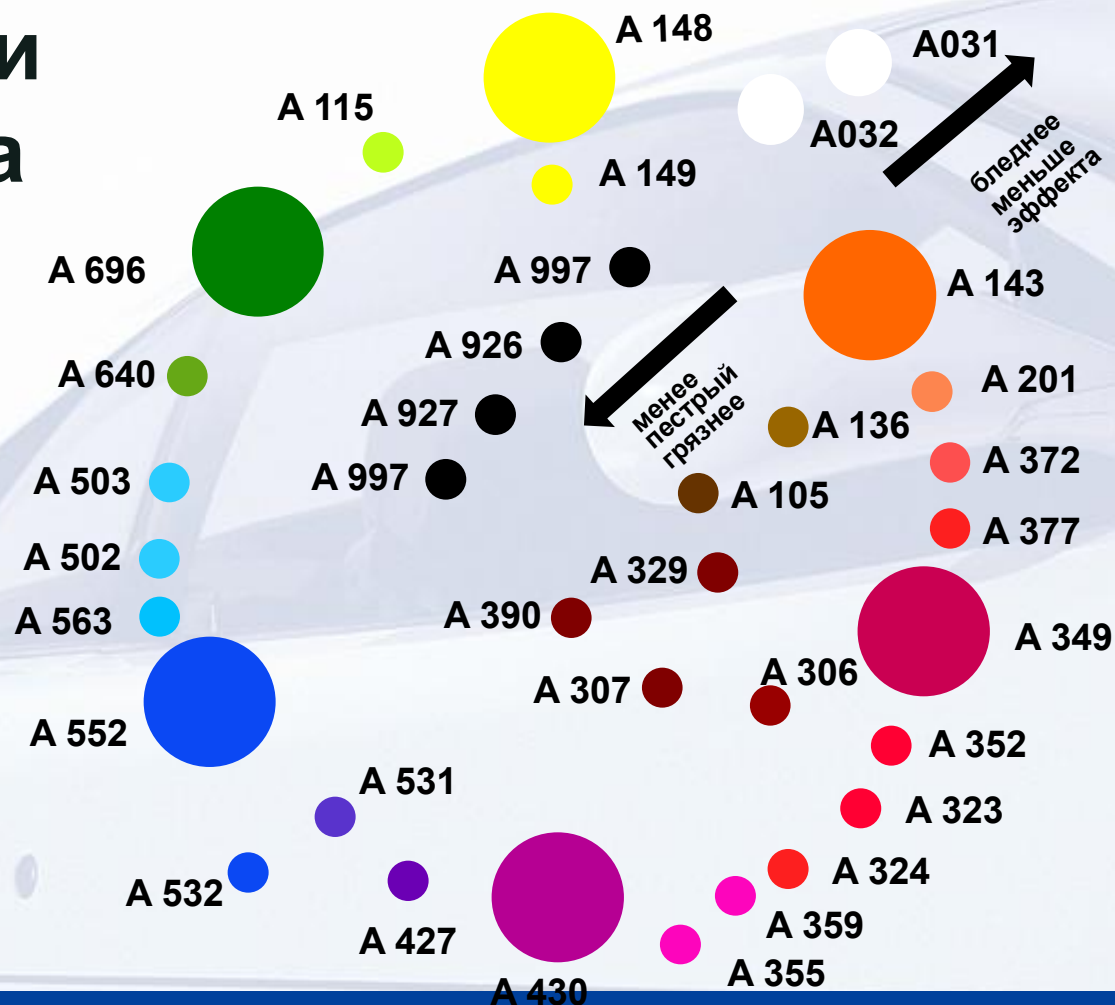 и
а
A 148
A031
A 115
A032
A 149
бледнее
меньше
эффекта
A 696
A 997
A 143
A 926
A 640
A 201
менее
пестрый
грязнее
A 927
A 136
A 372
A 503
A 997
A 105
A 377
A 502
A 329
A 563
A 390
A 349
A 306
A 307
A 552
A 352
A 531
A 323
A 324
A 532
A 359
A 427
A 355
A 430